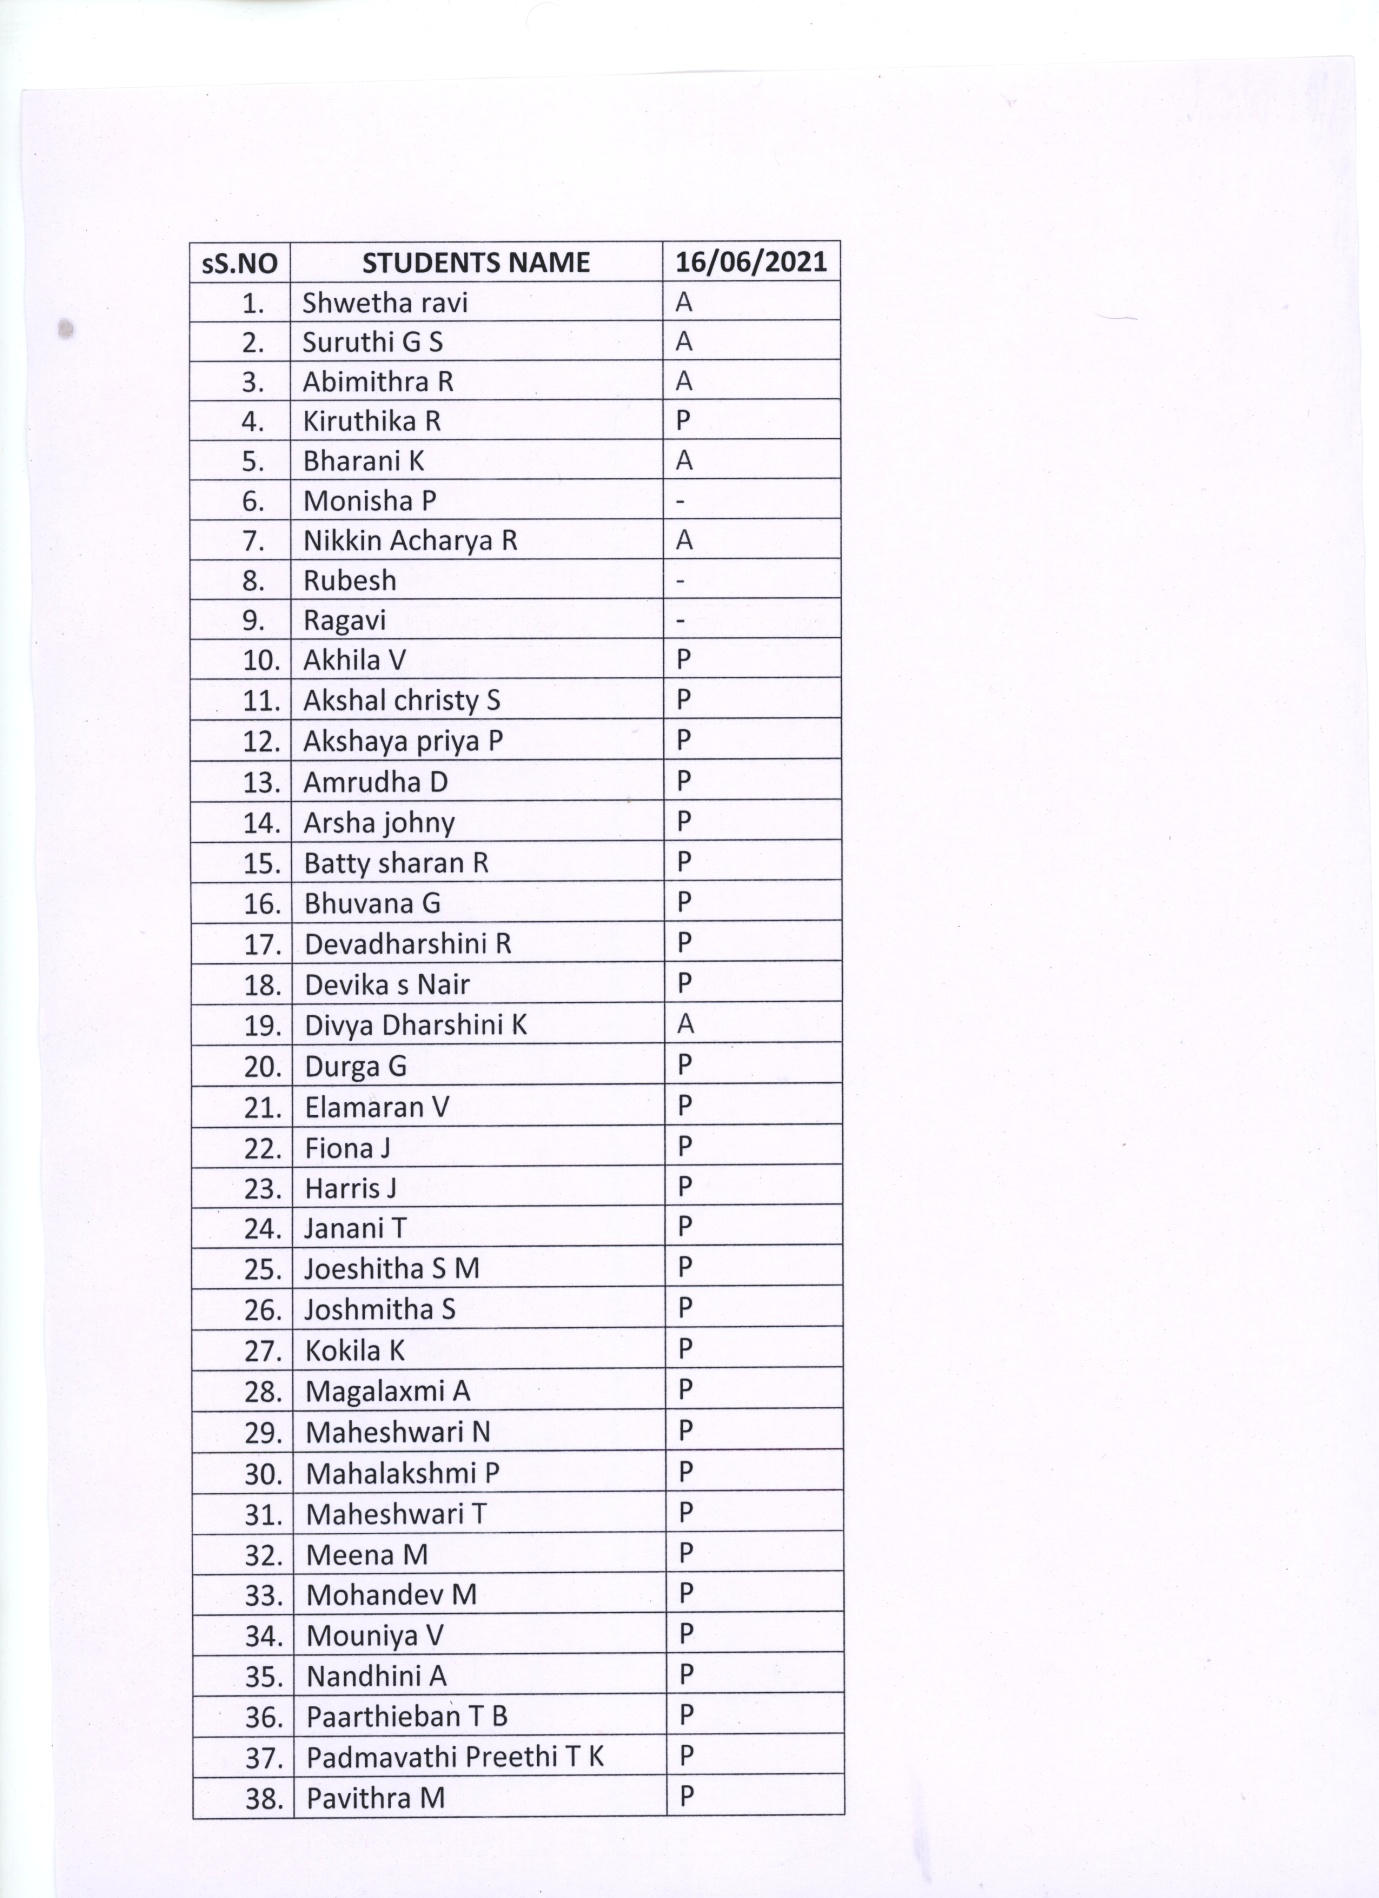 sS.NO STUDENTS NAME 16/06/2021
1. Shwetha ravi A
2. Suruthi G S A
3. Abimithra R A
4. Kiruthika R P
5. Bharani K A
6. Monisha P -
7. Nikkin Acharya R A
8. Rubesh -
9. Ragavi -
10. Akhila V P
11. Akshal christy S P
12. Akshaya priya P P
13. Amrudha D P
14. Arsha johny P
15. Batty sharan R P
16. Bhuvana G P
17. Devadharshini R P
18. Devika s Nair P
19. Divya Dharshini K A
20. Durga G P
21. Elamaran V P
22. Fiona J P
23. Harris J P
24. Janani T P
25. Joeshitha S M P
26. Joshmitha S P
27. Kokila K P
28. Magalaxmi A P
29. Maheshwari N P
30. Mahalakshmi P P
31. Maheshwari T P
32. Meena M P
33. Mohandev M P
34. Mouniya V P
35. Nandhini A P
36. Paarthieban T B P
37. Padmavathi Preethi T K P
38. Pavithra M P